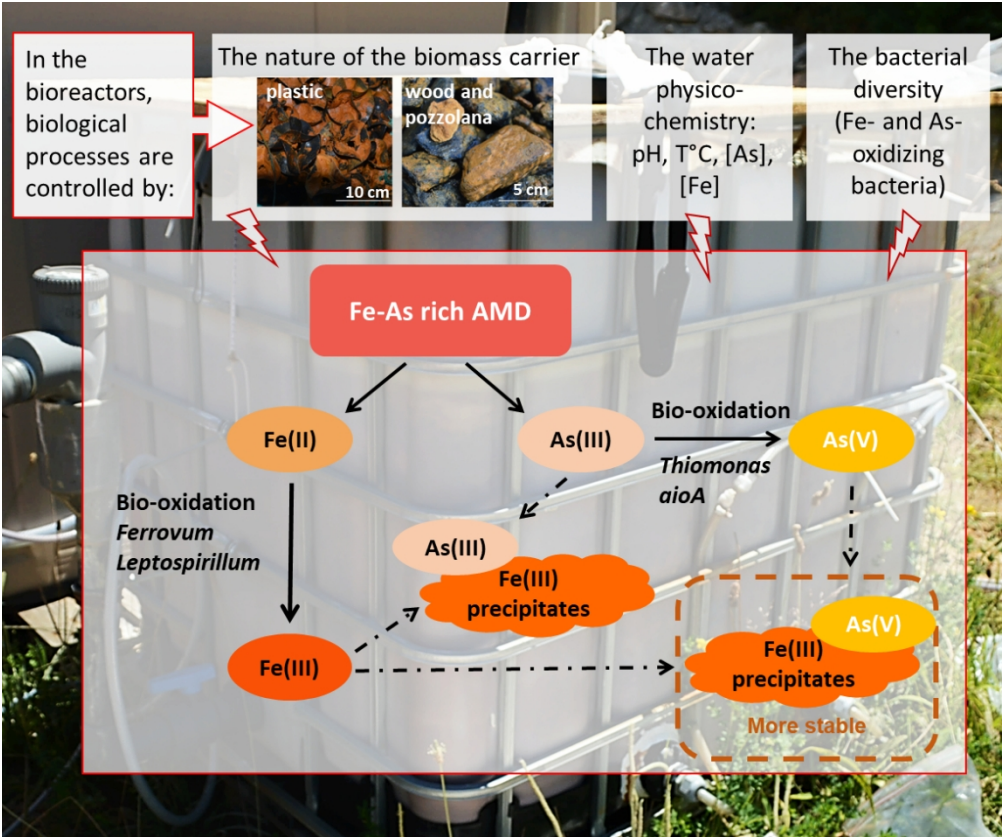 In the
bioreactors,
biological
processes are
controlled by:
The nature of the biomass carrier
plastic
10 cm
wood and
pozzolana
5 cm
The water
physico-
chemistry:
pH, T°C, [As],
[Fe]
The bacterial
diversity
(Fe- and As-
oxidizing
bacteria)
Fe-As rich AMD
Fe(II)
As(III)
Bio-oxidation
Thiomonas
aioA
As(V)
Bio-oxidation
Ferrovum
Leptospirillum
As(III)
Fe(III)
precipitates
Fe(III)
As(V)
Fe(III)
precipitates
More stable